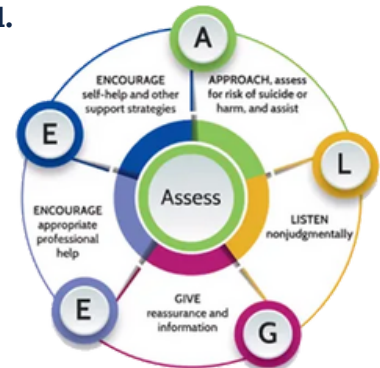 1.
A
APPROACH, assess
for risk of suicide or
harm, and assist
L
LISTEN
nonjudgmentally
G
GIVE
reassurance and
information
E
ENCOURAGE
appropriate
professional
help
E
ENCOURAGE
self-help and other
support strategies
Assess